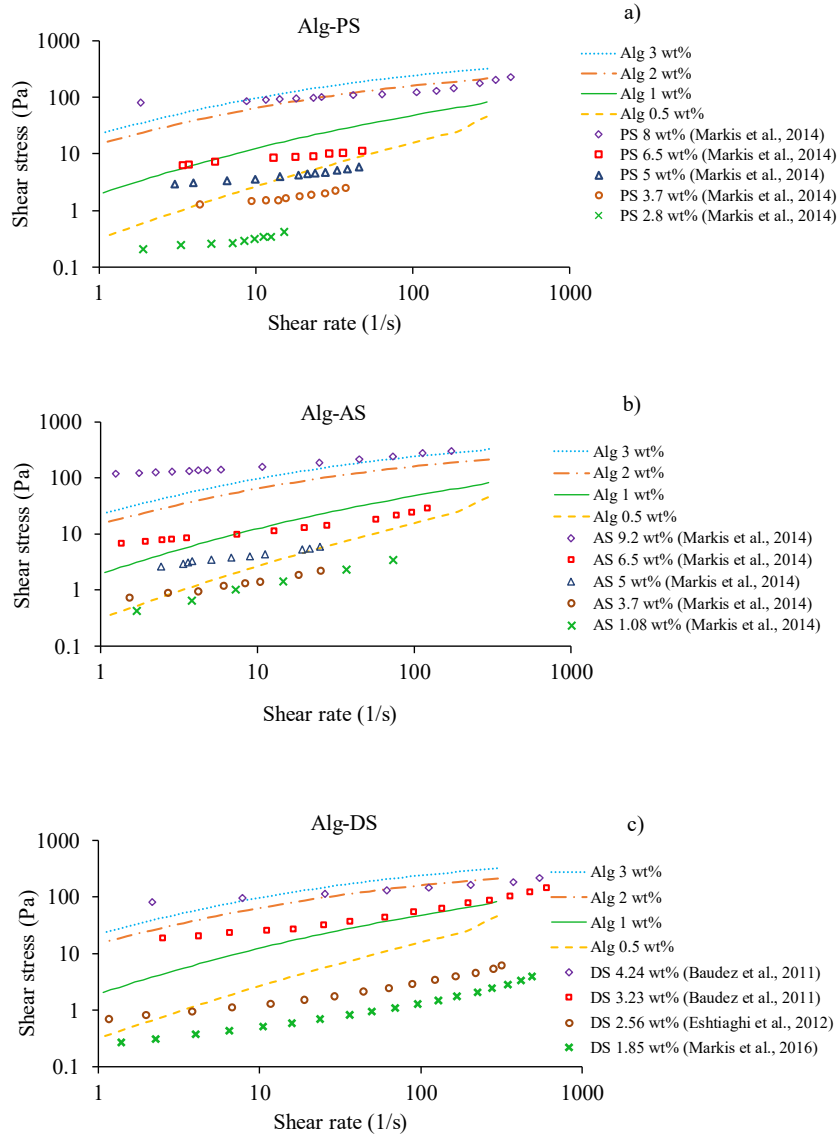 a)
Alg-PS
1000
100
10
1
0.1
Shear stress (Pa)
1 10 100 1000
Shear rate (1/s)
Alg 3 wt%
Alg 2 wt%
Alg 1 wt%
Alg 0.5 wt%
PS 8 wt% (Markis et al., 2014)
PS 6.5 wt% (Markis et al., 2014)
PS 5 wt% (Markis et al., 2014)
PS 3.7 wt% (Markis et al., 2014)
PS 2.8 wt% (Markis et al., 2014)
b)
Alg-AS
1000
100
10
1
0.1
Shear stress (Pa)
1 10 100 1000
Shear rate (1/s)
Alg 3 wt%
Alg 2 wt%
Alg 1 wt%
Alg 0.5 wt%
AS 9.2 wt% (Markis et al., 2014)
AS 6.5 wt% (Markis et al., 2014)
AS 5 wt% (Markis et al., 2014)
AS 3.7 wt% (Markis et al., 2014)
AS 1.08 wt% (Markis et al., 2014)
c)
Alg-DS
1000
100
10
1
0.1
Shear stress (Pa)
1 10 100 1000
Shear rate (1/s)
Alg 3 wt%
Alg 2 wt%
Alg 1 wt%
Alg 0.5 wt%
DS 4.24 wt% (Baudez et al., 2011)
DS 3.23 wt% (Baudez et al., 2011)
DS 2.56 wt% (Eshtiaghi et al., 2012)
DS 1.85 wt% (Markis et al., 2016)